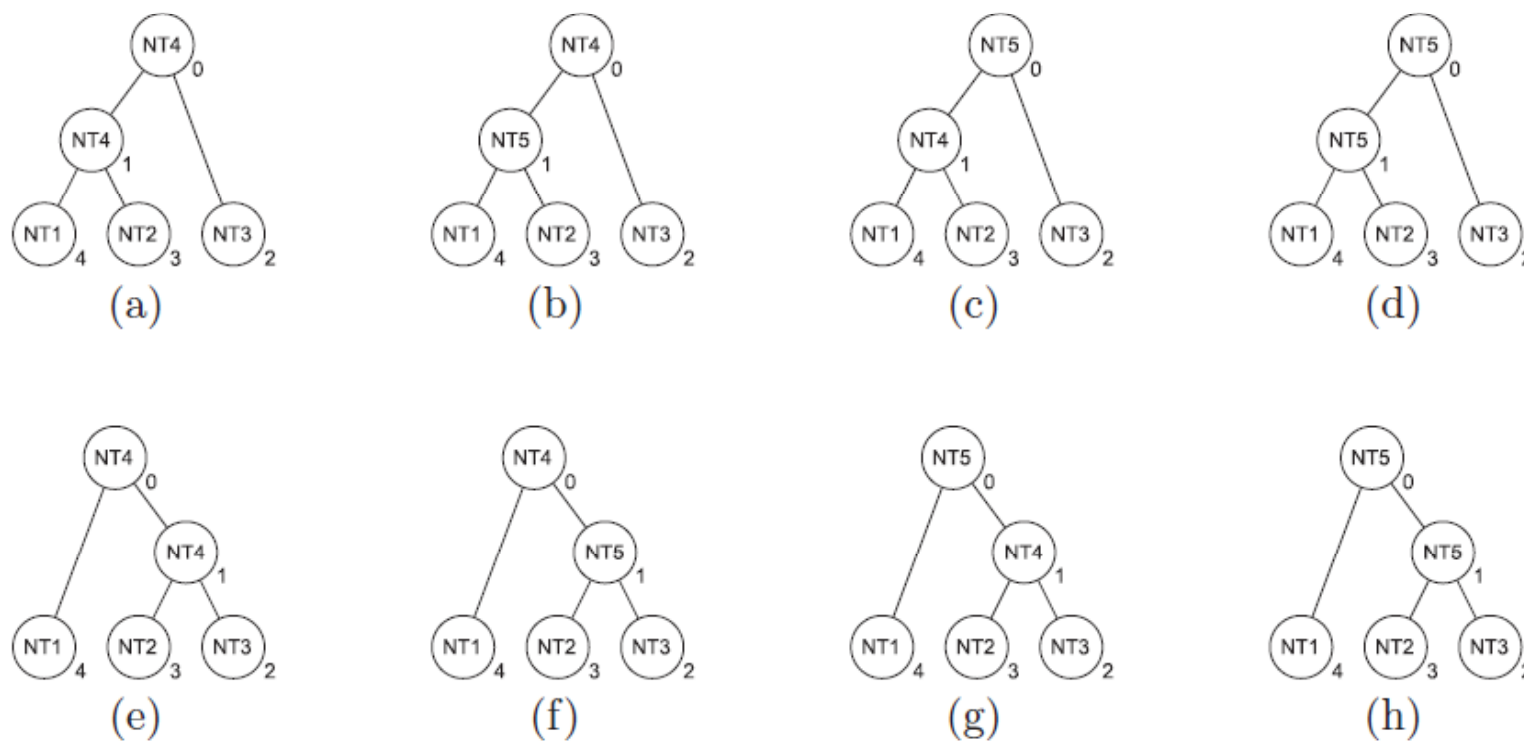 NT4 0 NT4 0 NT5 0 NT5 0
NT4 1 NT5 1 NT4 1 NT5 1
NT1 4 NT2 3 NT3 2 NT1 4 NT2 3 NT3 2 NT1 4 NT2 3 NT3 2 NT1 4 NT2 3 NT3 2
(a) (b) (c) (d)
NT4 0 NT4 0 NT5 0 NT5 0
NT4 1 NT5 1 NT4 1 NT5 1
NT1 4 NT2 3 NT3 2 NT1 4 NT2 3 NT3 2 NT1 4 NT2 3 NT3 2 NT1 4 NT2 3 NT3 2
(e) (f) (g) (h)